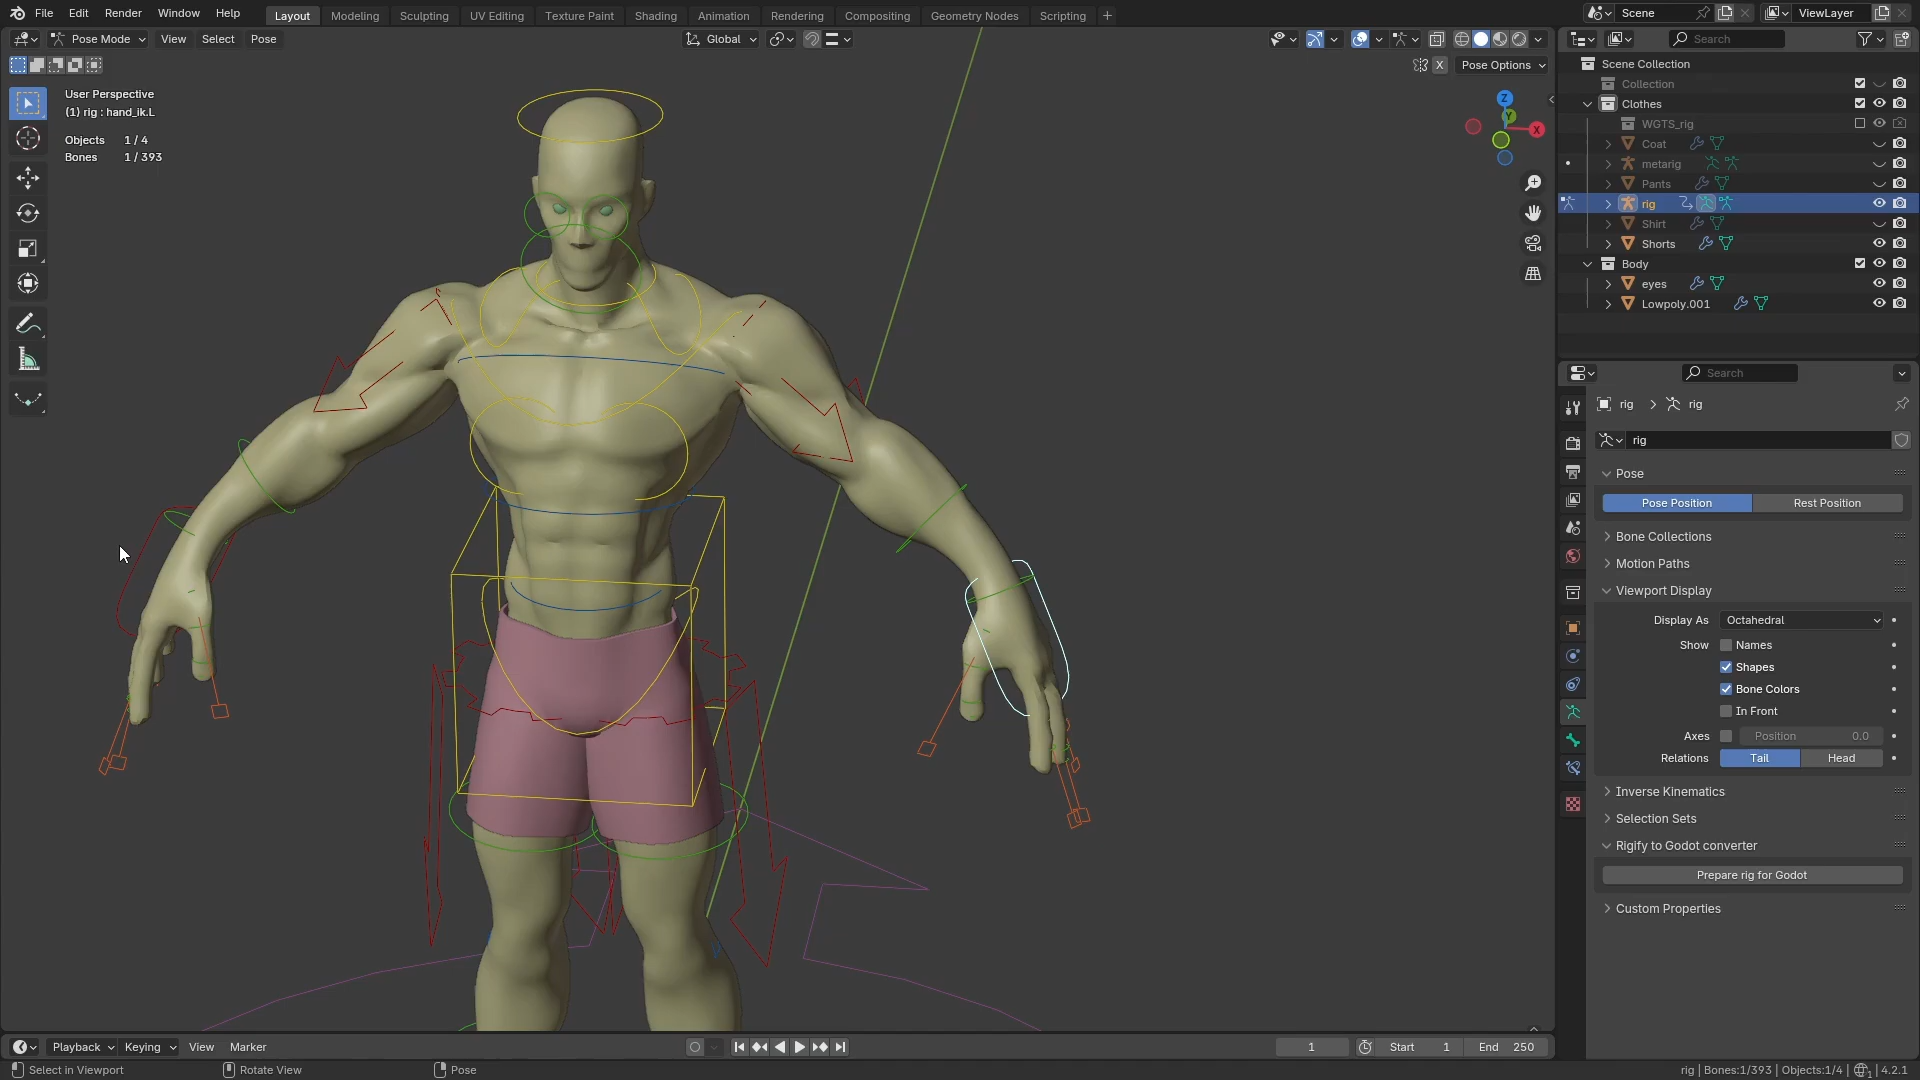 File Edit Render Window Help Layout Modeling Sculpting UV Editing Texture Paint Shading Animation Rendering Compositing Geometry Nodes Scripting + Scene ViewLayer
Pose Mode View Select Pose Global Search
X Pose Options
Scene Collection
Collection
Clothes
WGTS_rig
Coat
metarig
Pants
rig
Shirt
Shorts
Body
eyes
Lowpoly.001
User Perspective
(1) rig : hand_ik.L
Objects 1 / 4
Bones 1 / 393
Z
Y
X
Search
rig > rig
rig
Pose
Pose Position Rest Position
Bone Collections
Motion Paths
Viewport Display
Display As Octahedral
Show Names
Shapes
Bone Colors
In Front
Axes Position 0.0
Relations Tail Head
Inverse Kinematics
Selection Sets
Rigify to Godot converter
Prepare rig for Godot
Custom Properties
Playback Keying View Marker 1 Start 1 End 250
Select in Viewport Rotate View Pose rig | Bones:1/393 | Objects:1/4 | 1 | 4.2.1